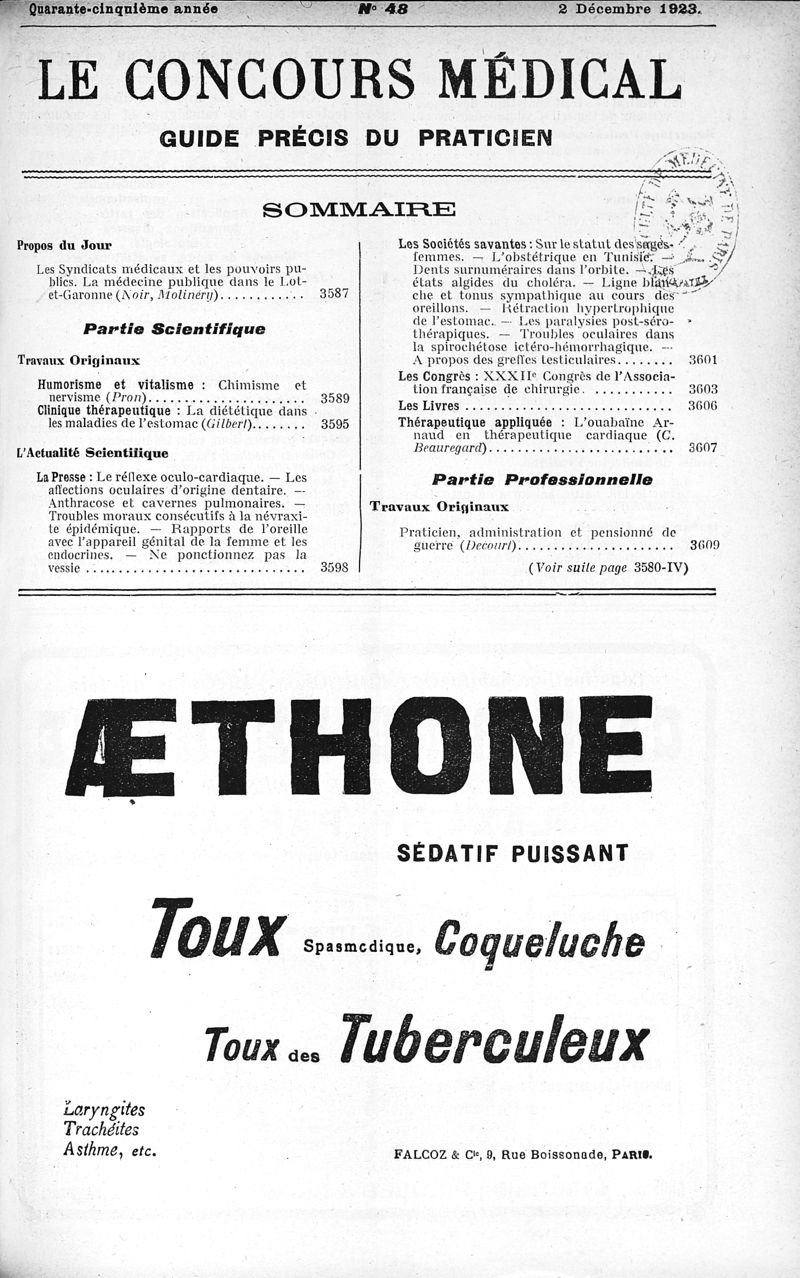 Quarante-cinquième année
N° 48
2 Décembre 1923.
LE CONCOURS MÉDICAL
GUIDE PRÉCIS DU PRATICIEN
SOMMAIRE
Propos du Jour
Les Syndicats médicaux et les pouvoirs pu-
blics. La médecine publique dans le Lot-
et-Garonne (Noir, Molinéry)............ 3587
Partie Scientifique
Travaux Originaux
Humorisme et vitalisme : Chimisme et
nervisme (Pron)...................... 3589
Clinique thérapeutique : La diététique dans
les maladies de l'estomac (Gilbert)........ 3595
L'Actualité Scientifique
La Presse : Le réflexe oculo-cardiaque. — Les
affections oculaires d'origine dentaire. —
Anthracose et cavernes pulmonaires. —
Troubles moraux consécutifs à la névraxi-
te épidémique. — Rapports de l'oreille
avec l'appareil génital de la femme et les
endocrines. — Ne ponctionnez pas la
vessie .............................. 3598
Les Sociétés savantes : Sur le statut des sages-
femmes. — L'obstétrique en Tunisie. —
Dents surnuméraires dans l'orbite. — Les
états algides du choléra. — Ligne blan-
che et tonus sympathique au cours des
oreillons. — Rétraction hypertrophique
de l'estomac. — Les paralysies post-séro-
thérapiques. — Troubles oculaires dans
la spirochétose ictéro-hémorrhagique. —
A propos des greffes testiculaires........ 3601
Les Congrès : XXXIIe Congrès de l'Associa-
tion française de chirurgie. ........... 3603
Les Livres ............................ 3606
Thérapeutique appliquée : L'ouabaïne Ar-
naud en thérapeutique cardiaque (C.
Beauregard)......................... 3607
Partie Professionnelle
Travaux Originaux
Praticien, administration et pensionné de
guerre (Decourt)...................... 3609
(Voir suite page 3580-IV)
ÆTHONE
SÉDATIF PUISSANT
Toux Spasmodique, Coqueluche
Toux des Tuberculeux
Laryngites
Trachéites
Asthme, etc.
FALCOZ & Cie, 9, Rue Boissonade, PARIS.